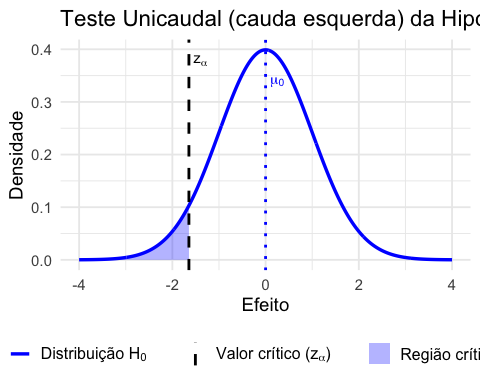 Teste Unicaudal (cauda esquerda) da Hipó
zα
μ₀
0.4
0.3
0.2
0.1
0.0
Densidade
-4 -2 0 2 4
Efeito
Distribuição H₀ Valor crítico (zα) Região críti